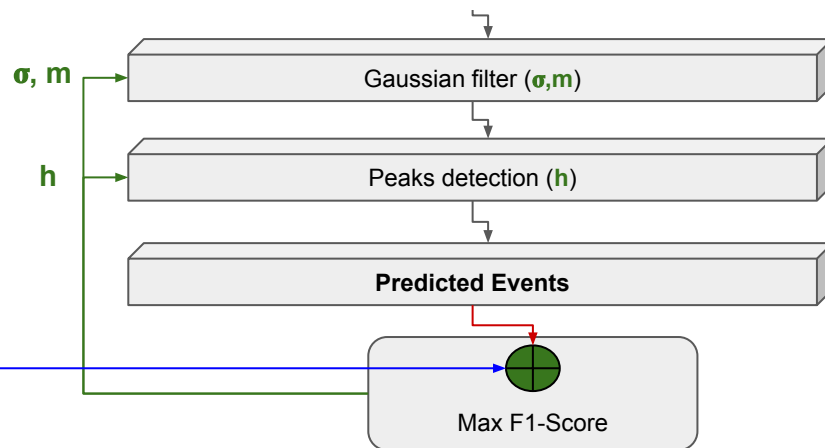 σ, m
Gaussian filter (σ,m)
h
Peaks detection (h)
Predicted Events
Max F1-Score